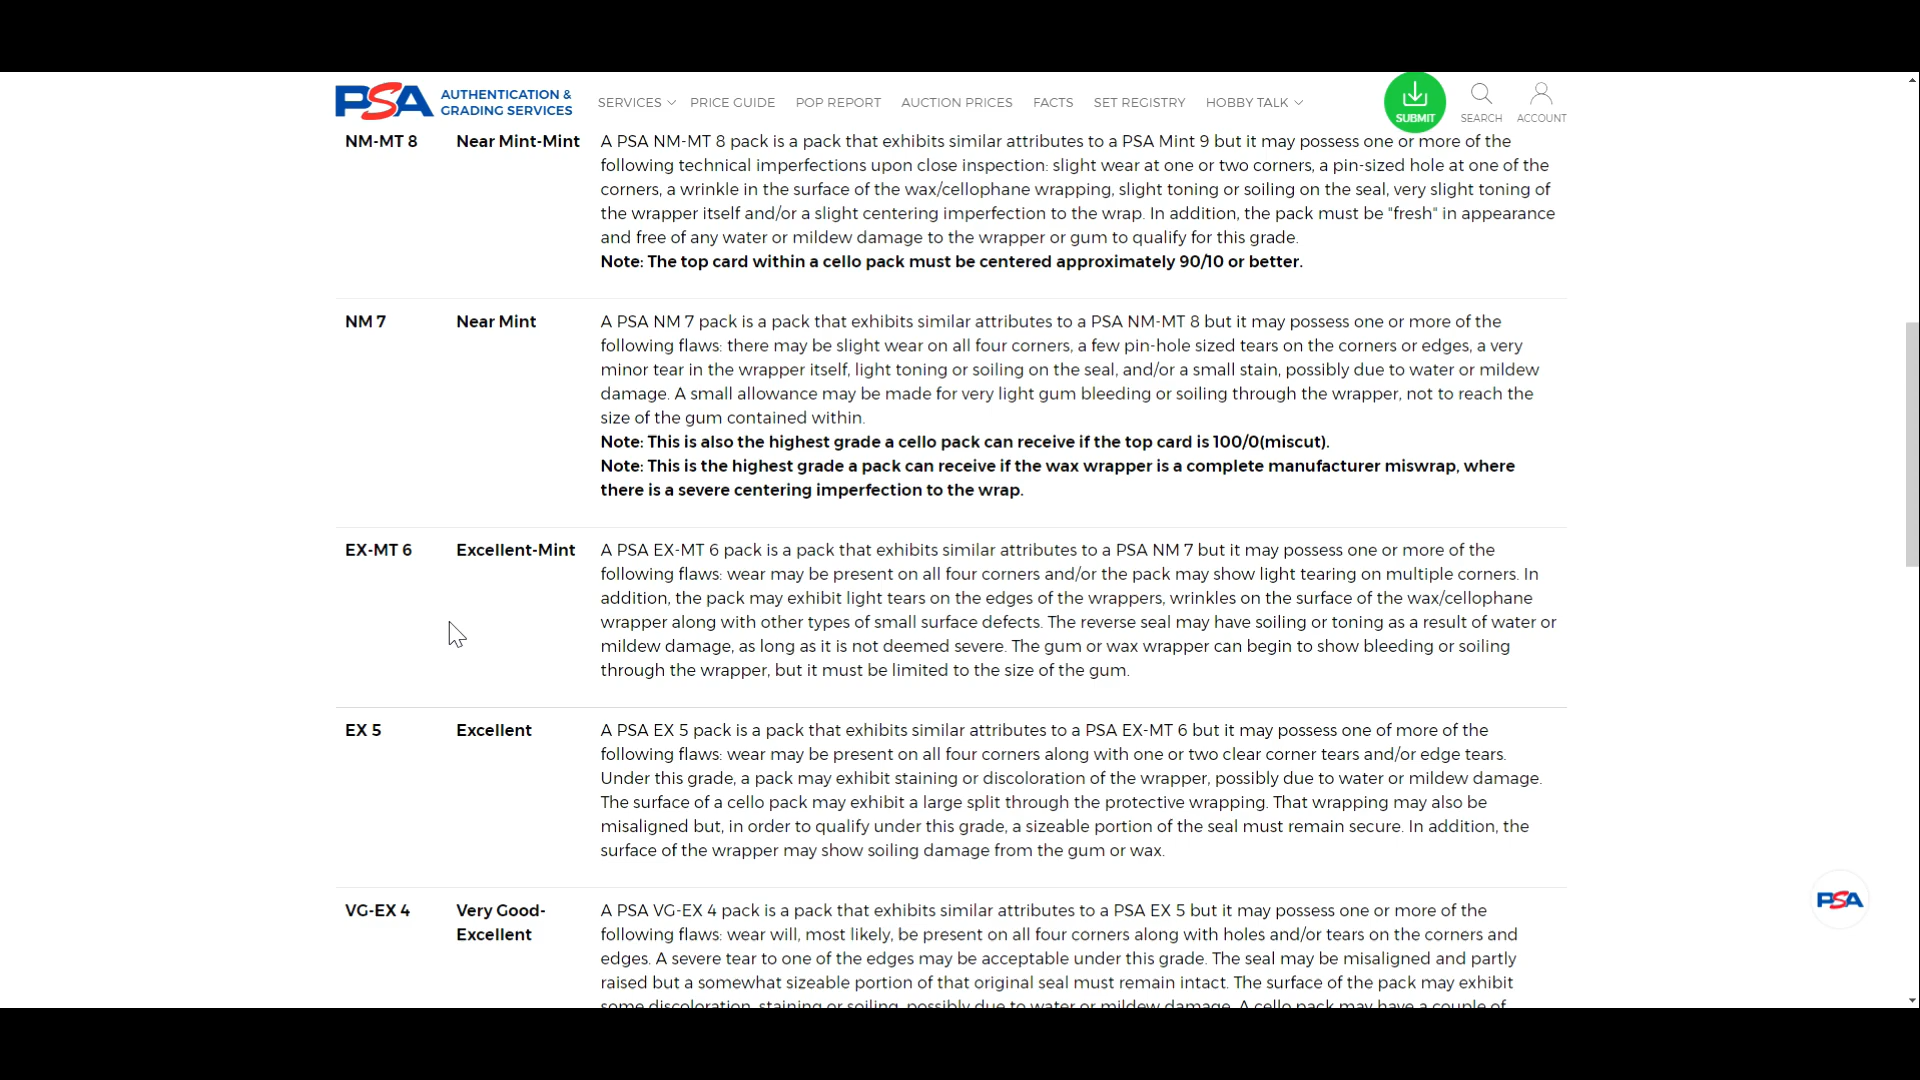 PSA AUTHENTICATION &
GRADING SERVICES
SERVICES PRICE GUIDE POP REPORT AUCTION PRICES FACTS SET REGISTRY HOBBY TALK
SUBMIT SEARCH ACCOUNT
NM-MT 8 Near Mint-Mint A PSA NM-MT 8 pack is a pack that exhibits similar attributes to a PSA Mint 9 but it may possess one or more of the
following technical imperfections upon close inspection: slight wear at one or two corners, a pin-sized hole at one of the
corners, a wrinkle in the surface of the wax/cellophane wrapping, slight toning or soiling on the seal, very slight toning of
the wrapper itself and/or a slight centering imperfection to the wrap. In addition, the pack must be "fresh" in appearance
and free of any water or mildew damage to the wrapper or gum to qualify for this grade.
Note: The top card within a cello pack must be centered approximately 90/10 or better.
NM 7 Near Mint A PSA NM 7 pack is a pack that exhibits similar attributes to a PSA NM-MT 8 but it may possess one or more of the
following flaws: there may be slight wear on all four corners, a few pin-hole sized tears on the corners or edges, a very
minor tear in the wrapper itself, light toning or soiling on the seal, and/or a small stain, possibly due to water or mildew
damage. A small allowance may be made for very light gum bleeding or soiling through the wrapper, not to reach the
size of the gum contained within.
Note: This is also the highest grade a cello pack can receive if the top card is 100/0(miscut).
Note: This is the highest grade a pack can receive if the wax wrapper is a complete manufacturer miswrap, where
there is a severe centering imperfection to the wrap.
EX-MT 6 Excellent-Mint A PSA EX-MT 6 pack is a pack that exhibits similar attributes to a PSA NM 7 but it may possess one or more of the
following flaws: wear may be present on all four corners and/or the pack may show light tearing on multiple corners. In
addition, the pack may exhibit light tears on the edges of the wrappers, wrinkles on the surface of the wax/cellophane
wrapper along with other types of small surface defects. The reverse seal may have soiling or toning as a result of water or
mildew damage, as long as it is not deemed severe. The gum or wax wrapper can begin to show bleeding or soiling
through the wrapper, but it must be limited to the size of the gum.
EX 5 Excellent A PSA EX 5 pack is a pack that exhibits similar attributes to a PSA EX-MT 6 but it may possess one of more of the
following flaws: wear may be present on all four corners along with one or two clear corner tears and/or edge tears.
Under this grade, a pack may exhibit staining or discoloration of the wrapper, possibly due to water or mildew damage.
The surface of a cello pack may exhibit a large split through the protective wrapping. That wrapping may also be
misaligned but, in order to qualify under this grade, a sizeable portion of the seal must remain secure. In addition, the
surface of the wrapper may show soiling damage from the gum or wax.
PSA
VG-EX 4 Very Good- A PSA VG-EX 4 pack is a pack that exhibits similar attributes to a PSA EX 5 but it may possess one or more of the
Excellent following flaws: wear will, most likely, be present on all four corners along with holes and/or tears on the corners and
edges. A severe tear to one of the edges may be acceptable under this grade. The seal may be misaligned and partly
raised but a somewhat sizeable portion of that original seal must remain intact. The surface of the pack may exhibit
some discoloration, staining or soiling, possibly due to water or mildew damage. A cello pack may have a couple of